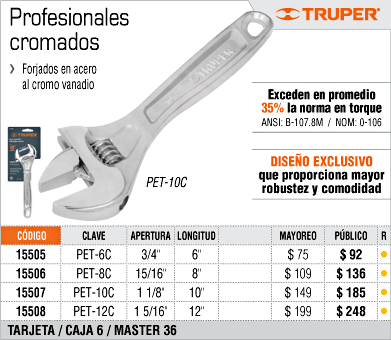 Profesionales
cromados
❯ Forjados en acero
al cromo vanadio
TRUPER®
Exceden en promedio
35% la norma en torque
ANSI: B-107.8M / NOM: 0-106
DISEÑO EXCLUSIVO
que proporciona mayor
robustez y comodidad
TRUPER
TRUPER
PET-10C
CÓDIGO CLAVE APERTURA LONGITUD MAYOREO PÚBLICO R
15505 PET-6C 3/4" 6" $ 75 $ 92 ●
15506 PET-8C 15/16" 8" $ 109 $ 136 ●
15507 PET-10C 1 1/8' 10" $ 149 $ 185 ●
15508 PET-12C 1 5/16' 12" $ 199 $ 248 ●
TARJETA / CAJA 6 / MASTER 36